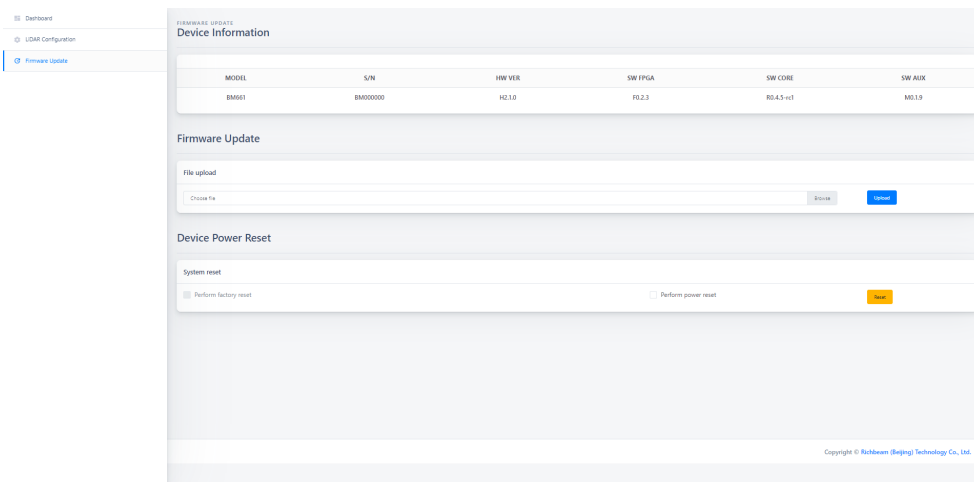 Dashboard
LiDAR Configuration
Firmware Update
FIRMWARE UPDATE
Device Information
MODEL S/N HW VER SW FPGA SW CORE SW AUX
BM661 BM000000 H2.1.0 F0.2.3 R0.4.5-rc1 M0.1.9
Firmware Update
File upload
Choose file Browse Upload
Device Power Reset
System reset
Perform factory reset Perform power reset Reset
Copyright © Richbeam (Beijing) Technology Co., Ltd.